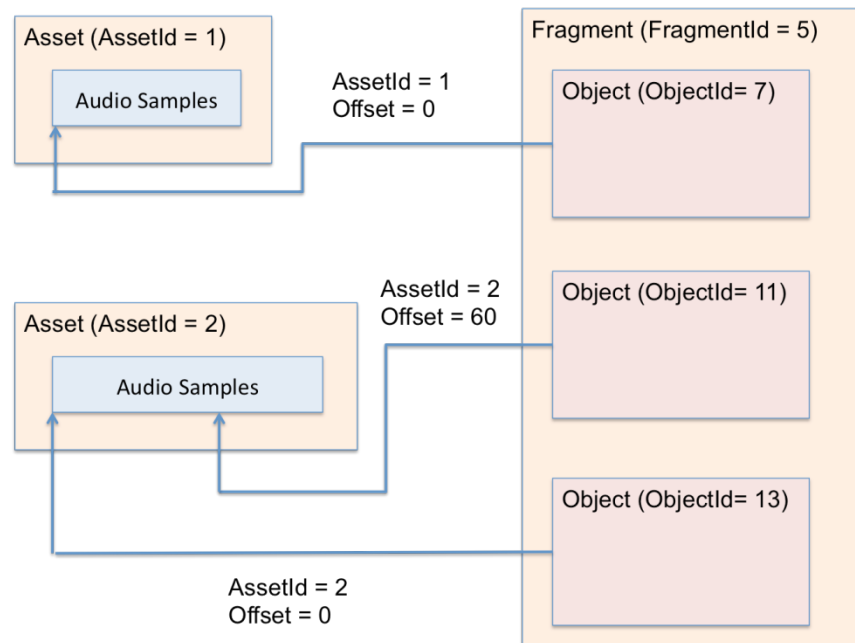 Asset (AssetId = 1)
Audio Samples
AssetId = 1
Offset = 0
Fragment (FragmentId = 5)
Object (ObjectId= 7)
Asset (AssetId = 2)
Audio Samples
AssetId = 2
Offset = 60
Object (ObjectId= 11)
Object (ObjectId= 13)
AssetId = 2
Offset = 0